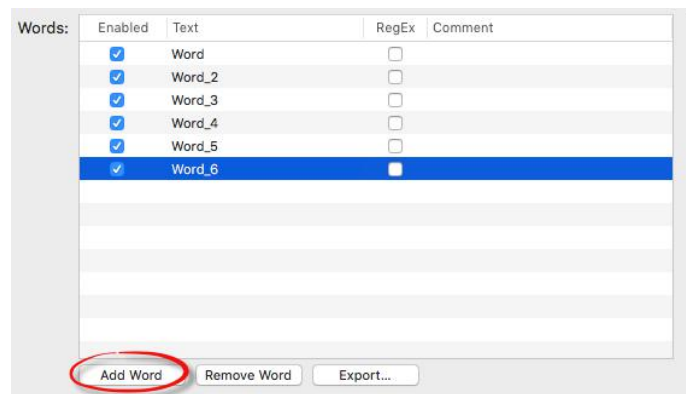 Words: Enabled Text RegEx Comment
Word
Word_2
Word_3
Word_4
Word_5
Word_6
Add Word Remove Word Export...